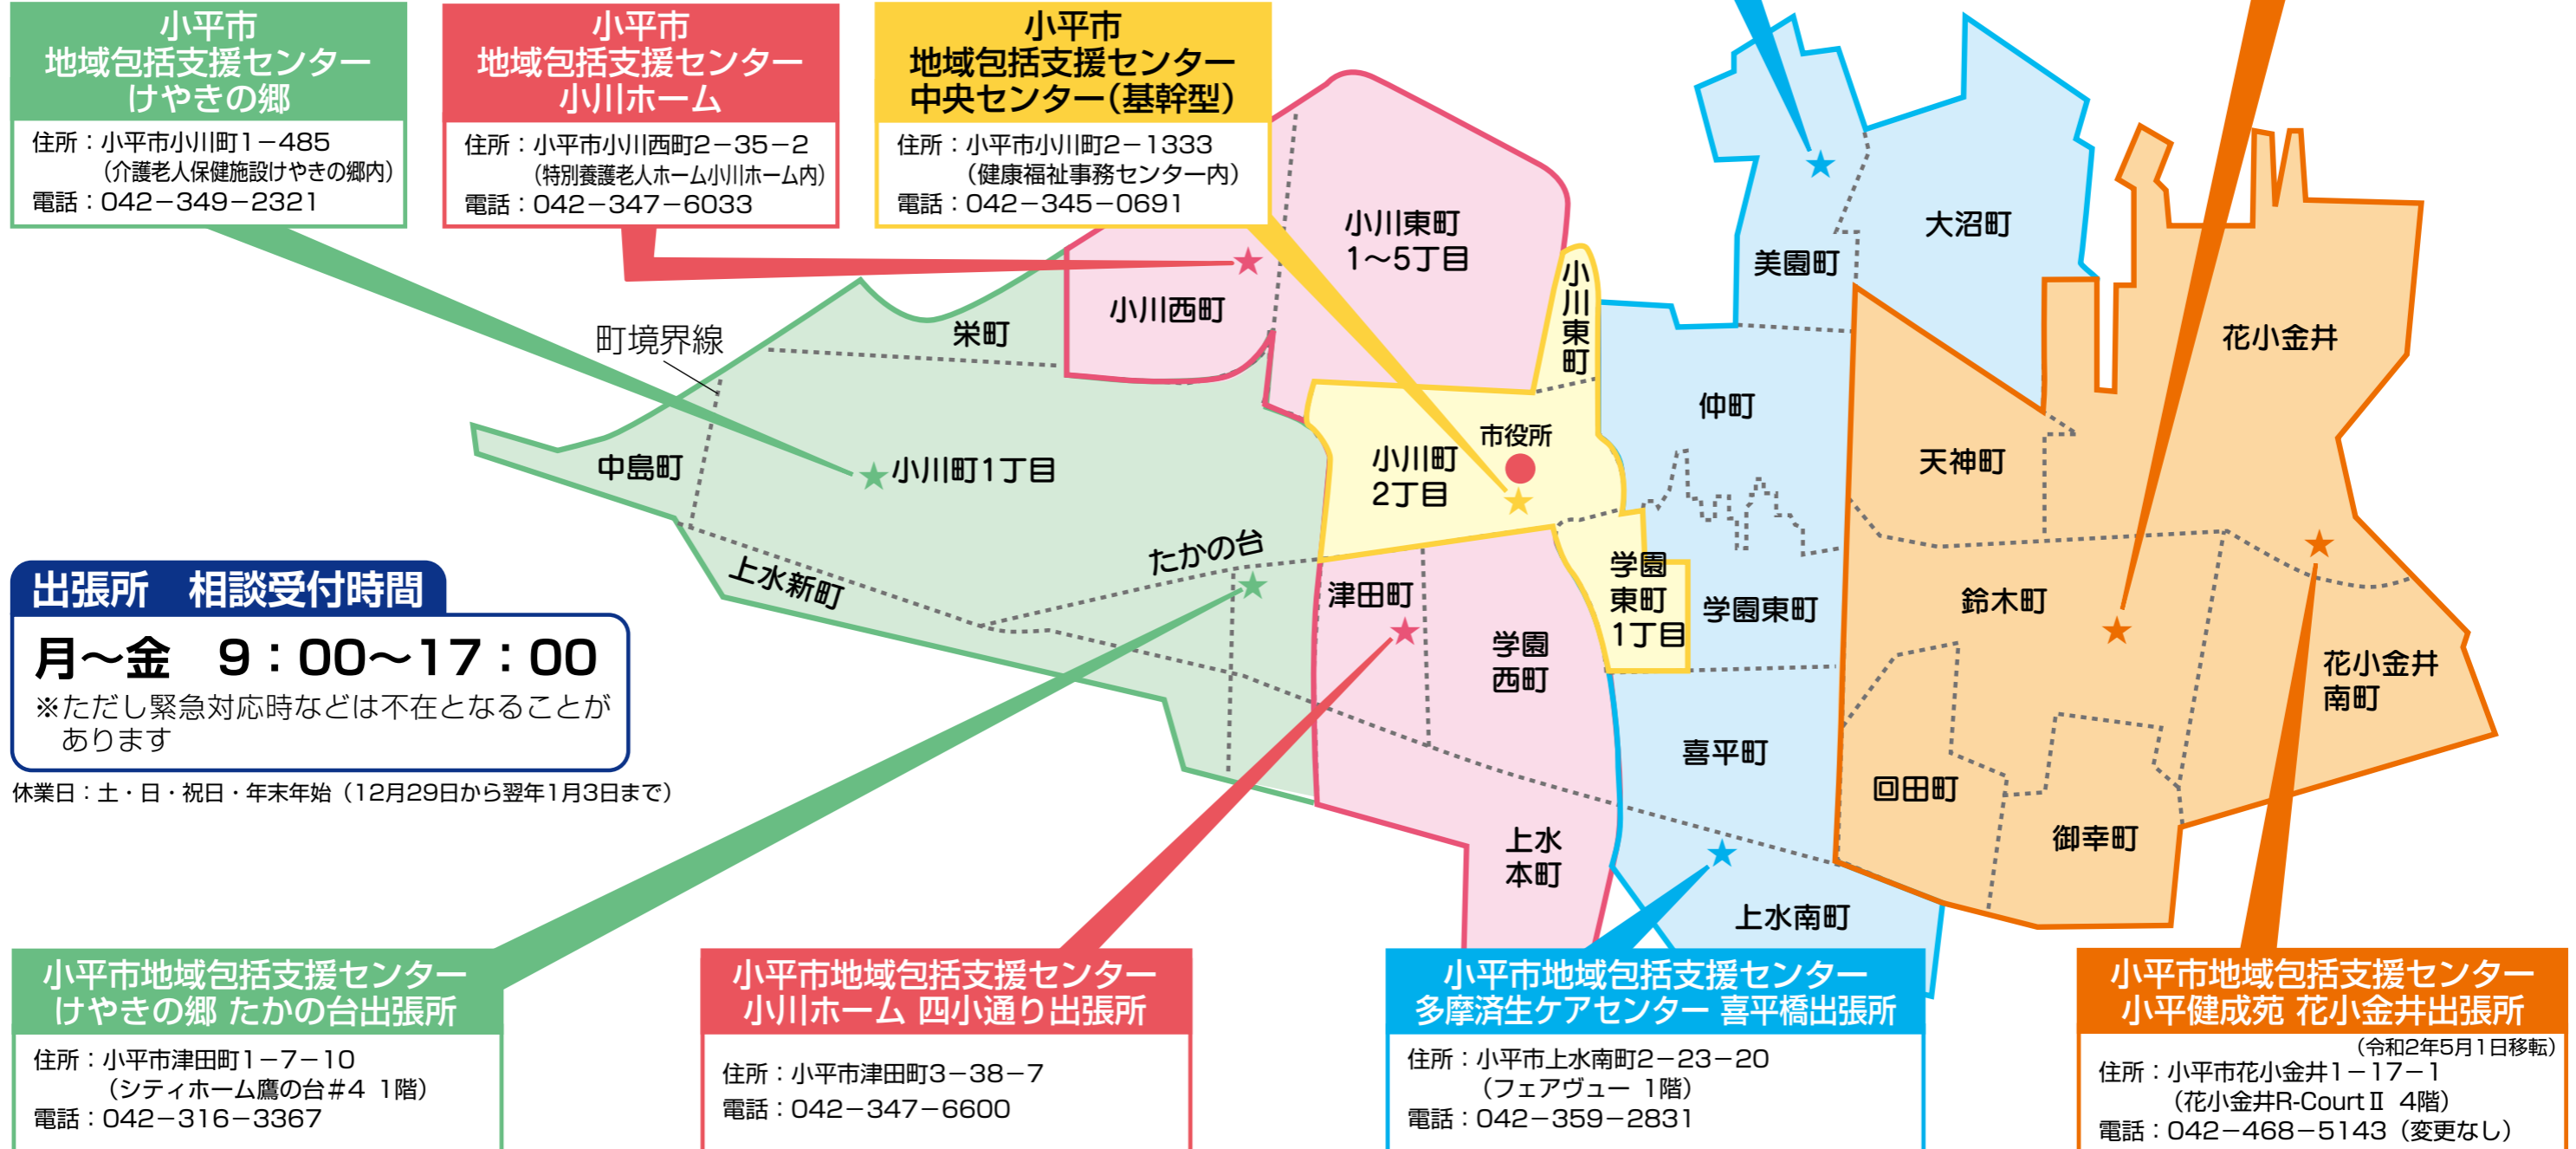 小平市
地域包括支援センター
けやきの郷
住所：小平市小川町1－485
（介護老人保健施設けやきの郷内）
電話：042－349－2321
小平市
地域包括支援センター
小川ホーム
住所：小平市小川西町2－35－2
（特別養護老人ホーム小川ホーム内）
電話：042－347－6033
小平市
地域包括支援センター
中央センター（基幹型）
住所：小平市小川町2－1333
（健康福祉事務センター内）
電話：042－345－0691
町境界線
栄町
小川西町
小川東町
1～5丁目
小川東町
美園町
大沼町
花小金井
仲町
天神町
中島町
小川町1丁目
小川町
2丁目
市役所
たかの台
上水新町
津田町
学園
西町
学園
東町
1丁目
学園東町
鈴木町
花小金井
南町
喜平町
回田町
御幸町
上水
本町
上水南町
出張所　相談受付時間
月～金　9：00～17：00
※ただし緊急対応時などは不在となることが
あります
休業日：土・日・祝日・年末年始（12月29日から翌年1月3日まで）
小平市地域包括支援センター
けやきの郷 たかの台出張所
住所：小平市津田町1－7－10
（シティホーム鷹の台#4 1階）
電話：042－316－3367
小平市地域包括支援センター
小川ホーム 四小通り出張所
住所：小平市津田町3－38－7
電話：042－347－6600
小平市地域包括支援センター
多摩済生ケアセンター 喜平橋出張所
住所：小平市上水南町2－23－20
（フェアヴュー 1階）
電話：042－359－2831
小平市地域包括支援センター
小平健成苑 花小金井出張所
（令和2年5月1日移転）
住所：小平市花小金井1－17－1
（花小金井R-CourtⅡ 4階）
電話：042－468－5143（変更なし）